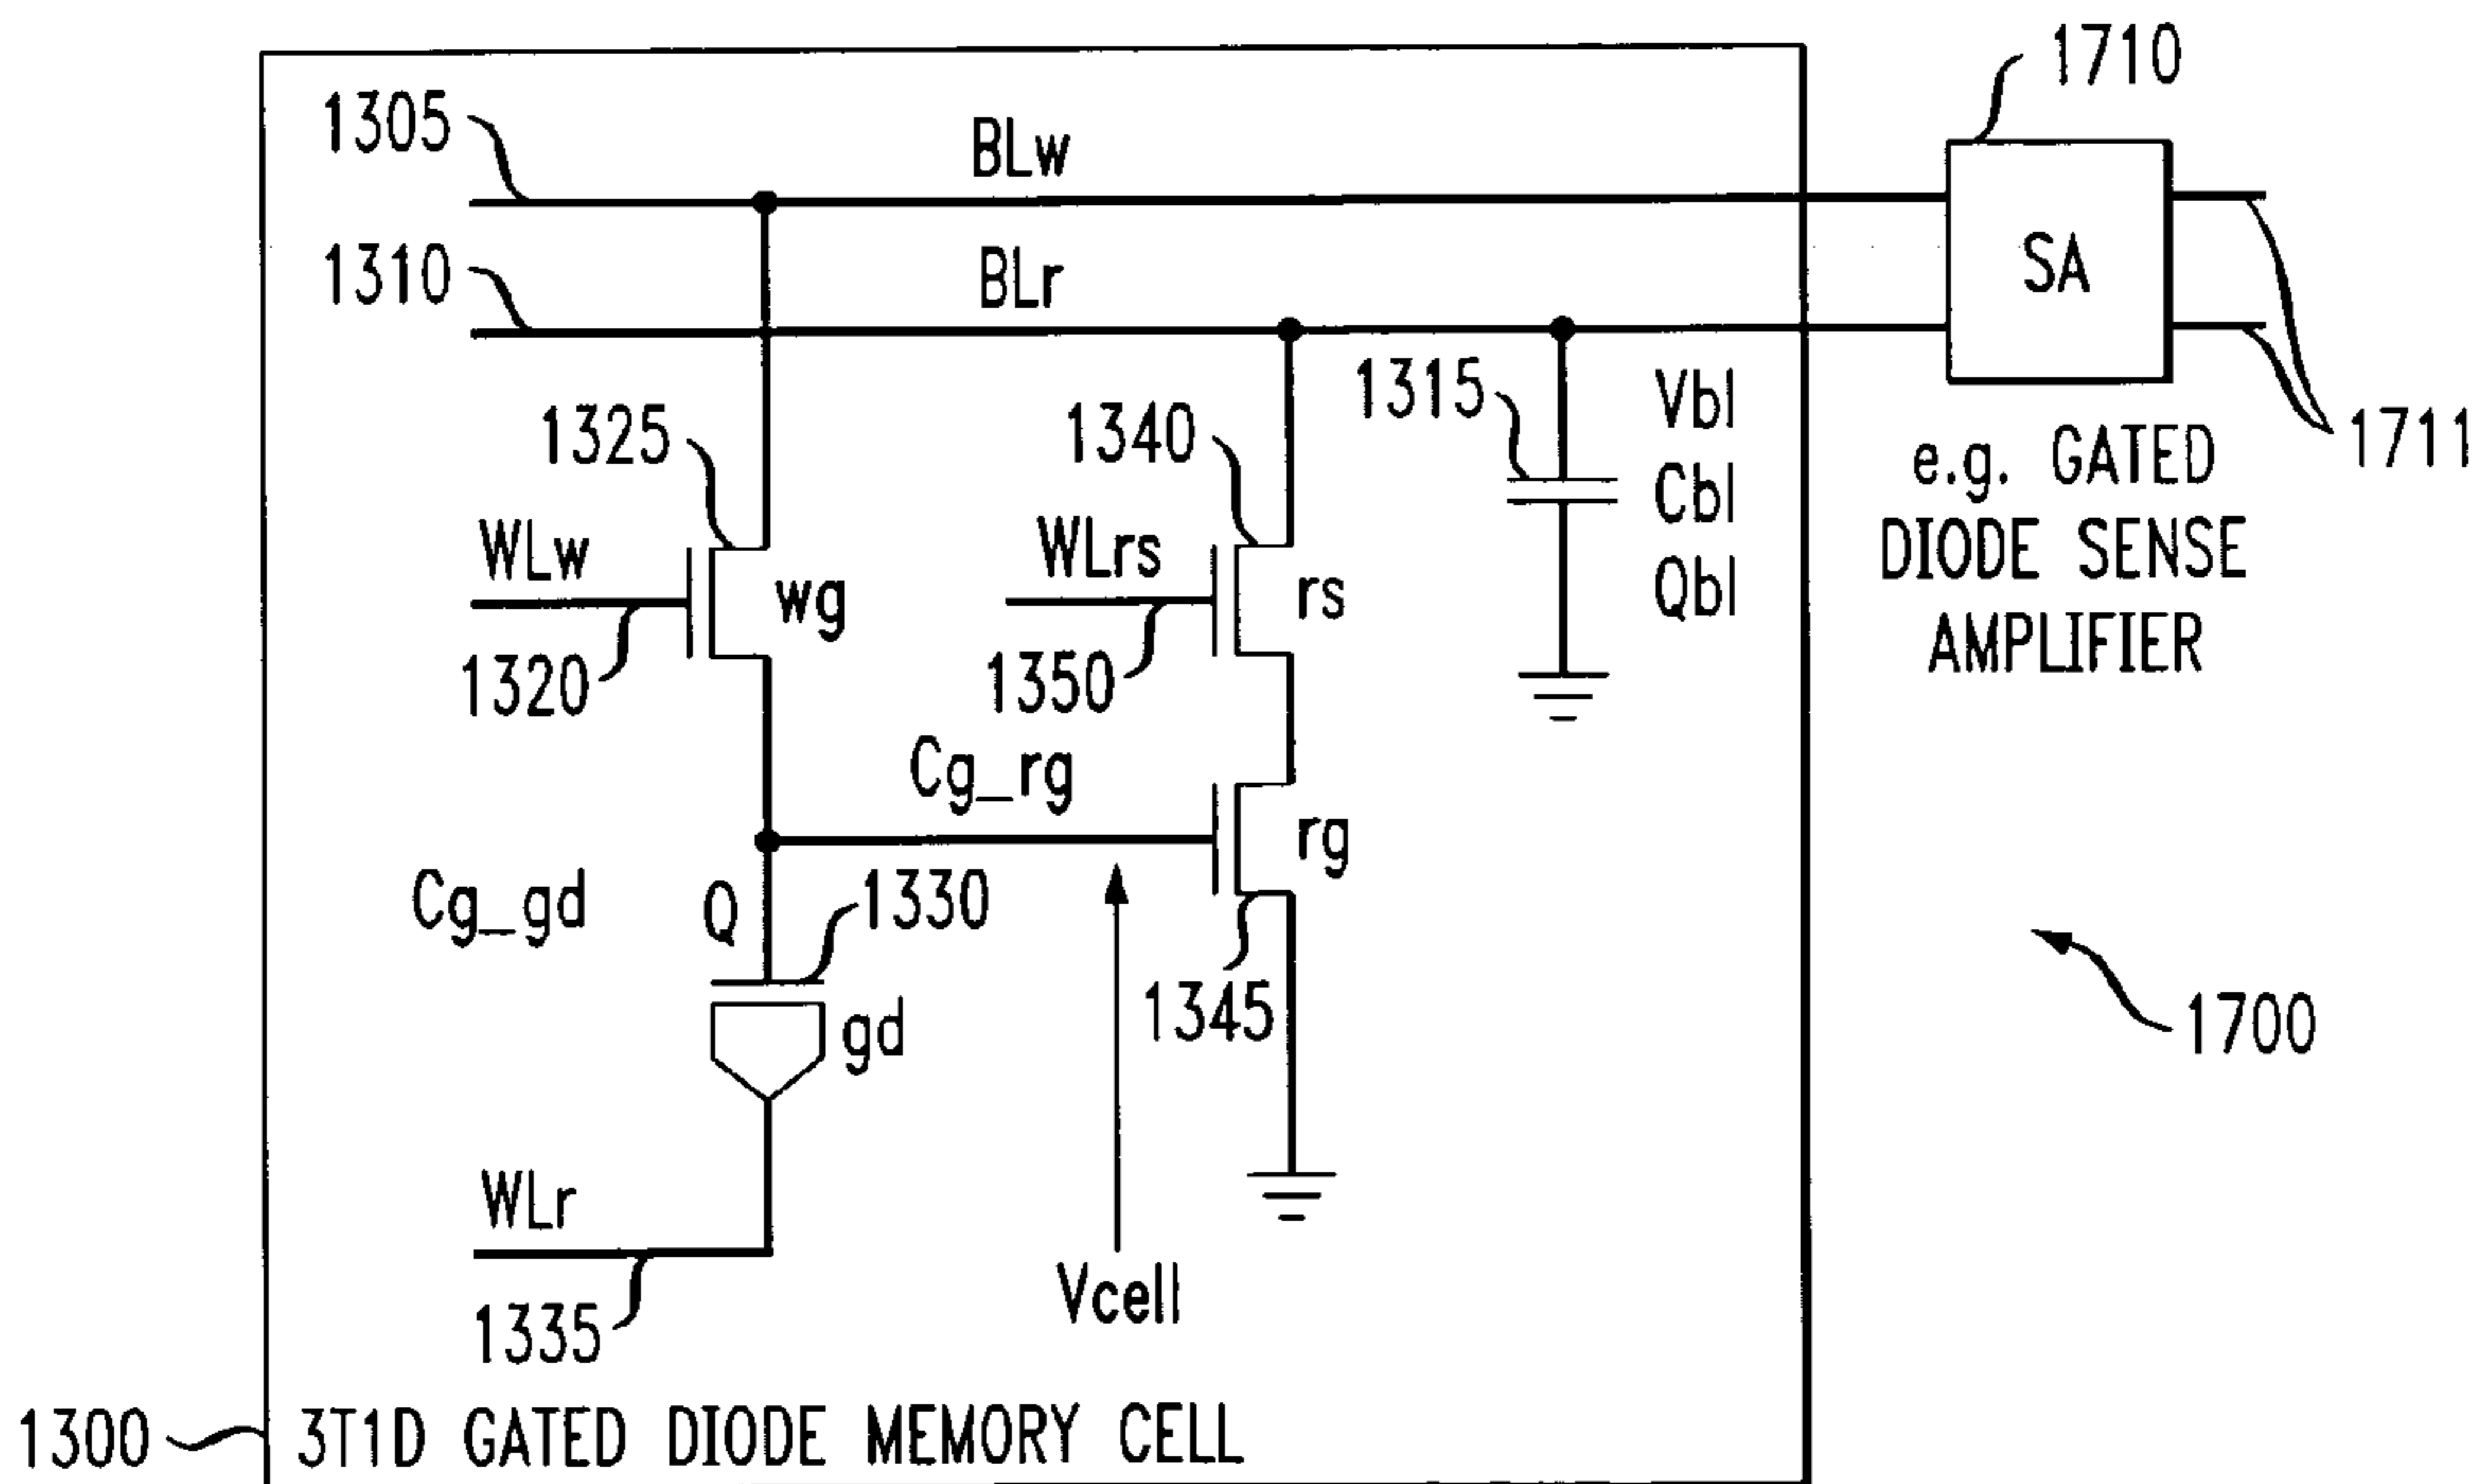 1710
1305
BLw
1310
BLr
SA
1325
1340
1315
Vbl
Cbl
Qbl
1711
e.g. GATED
DIODE SENSE
AMPLIFIER
WLw
wg
WLrs
rs
1320
1350
Cg_rg
rg
Cg_gd
Q
1330
gd
1345
1700
WLr
1335
Vcell
1300
3T1D GATED DIODE MEMORY CELL